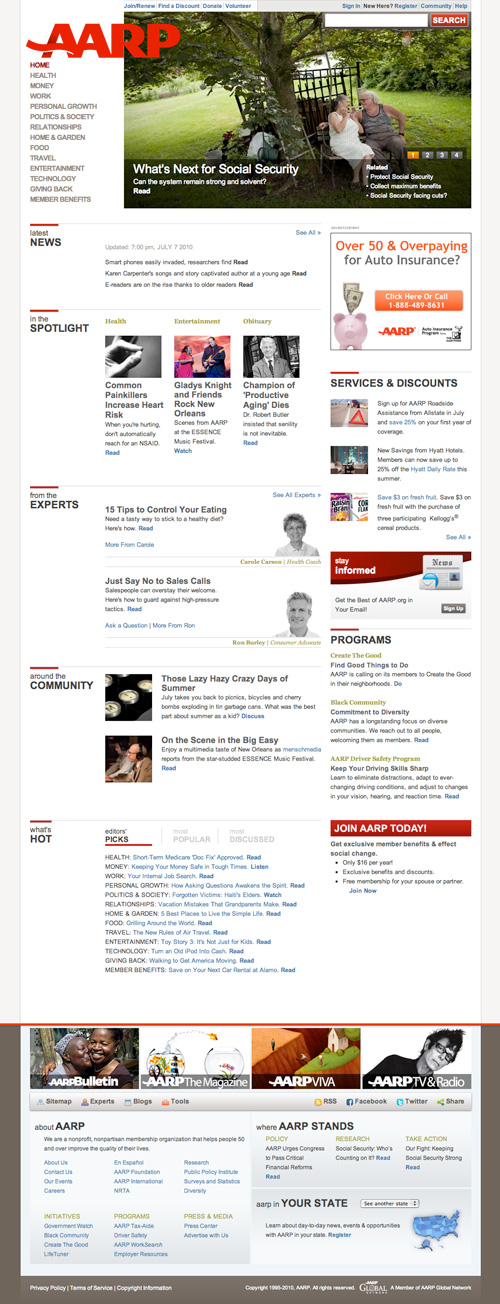 Join/Renew | Find a Discount | Donate | Volunteer
Sign In | New Here? Register | Community | Help
AARP
SEARCH
HOME
HEALTH
MONEY
WORK
PERSONAL GROWTH
POLITICS & SOCIETY
RELATIONSHIPS
HOME & GARDEN
FOOD
TRAVEL
ENTERTAINMENT
TECHNOLOGY
GIVING BACK
MEMBER BENEFITS
1 2 3 4
What's Next for Social Security
Can the system remain strong and solvent?
Read
Related
• Protect Social Security
• Collect maximum benefits
• Social Security facing cuts?
latest
NEWS
See All »
Updated: 7:00 pm, JULY 7 2010
Smart phones easily invaded, researchers find Read
Karen Carpenter's songs and story captivated author at a young age Read
E-readers are on the rise thanks to older readers Read
ADVERTISEMENT
Over 50 & Overpaying
for Auto Insurance?
Click Here Or Call
1-888-489-8631
AARP
Auto Insurance
Program
in the
SPOTLIGHT
Health
Common
Painkillers
Increase Heart
Risk
When you're hurting,
don't automatically
reach for an NSAID.
Read
Entertainment
Gladys Knight
and Friends
Rock New
Orleans
Scenes from AARP
at the ESSENCE
Music Festival.
Watch
Obituary
Champion of
'Productive
Aging' Dies
Dr. Robert Butler
insisted that senility
is not inevitable.
Read
SERVICES & DISCOUNTS
Sign up for AARP Roadside
Assistance from Allstate in July
and save 25% on your first year of
coverage.
New Savings from Hyatt Hotels.
Members can now save up to
25% off the Hyatt Daily Rate this
summer.
Save $3 on fresh fruit. Save $3 on
fresh fruit with the purchase of
three participating Kellogg's®
cereal products.
See All »
from the
EXPERTS
See All Experts »
15 Tips to Control Your Eating
Need a tasty way to stick to a healthy diet?
Here's how. Read
More From Carole
Carole Carson | Health Coach
Just Say No to Sales Calls
Salespeople can overstay their welcome.
Here's how to guard against high-pressure
tactics. Read
Ask a Question | More From Ron
Ron Burley | Consumer Advocate
stay
informed
News
Get the Best of AARP.org in
Your Email!
Sign Up
PROGRAMS
Create The Good
Find Good Things to Do
AARP is calling on its members to Create the Good
in their neighborhoods. Do
Black Community
Commitment to Diversity
AARP has a longstanding focus on diverse
communities. We reach out to all people,
welcoming them as members. Read
AARP Driver Safety Program
Keep Your Driving Skills Sharp
Learn to eliminate distractions, adapt to ever-
changing driving conditions, and adjust to changes
in your vision, hearing, and reaction time. Read
around the
COMMUNITY
Those Lazy Hazy Crazy Days of
Summer
July takes you back to picnics, bicycles and cherry
bombs exploding in tin garbage cans. What was the best
part about summer as a kid? Discuss
On the Scene in the Big Easy
Enjoy a multimedia taste of New Orleans as menschmedia
reports from the star-studded ESSENCE Music Festival.
Read
what's
HOT
editors'
PICKS
most
POPULAR
most
DISCUSSED
HEALTH: Short-Term Medicare 'Doc Fix' Approved. Read
MONEY: Keeping Your Money Safe in Tough Times. Listen
WORK: Your Internal Job Search. Read
PERSONAL GROWTH: How Asking Questions Awakens the Spirit. Read
POLITICS & SOCIETY: Forgotten Victims: Haiti's Elders. Watch
RELATIONSHIPS: Vacation Mistakes That Grandparents Make. Read
HOME & GARDEN: 5 Best Places to Live the Simple Life. Read
FOOD: Grilling Around the World. Read
TRAVEL: The New Rules of Air Travel. Read
ENTERTAINMENT: Toy Story 3: It's Not Just for Kids. Read
TECHNOLOGY: Turn an Old iPod Into Cash. Read
GIVING BACK: Walking to Get America Moving. Read
MEMBER BENEFITS: Save on Your Next Car Rental at Alamo. Read
JOIN AARP TODAY!
Get exclusive member benefits & effect
social change.
• Only $16 per year!
• Exclusive benefits and discounts.
• Free membership for your spouse or partner.
Join Now
AARP Bulletin
AARP The Magazine
AARP VIVA
AARP TV & Radio
Sitemap Experts Blogs Tools
RSS Facebook Twitter Share
about AARP
We are a nonprofit, nonpartisan membership organization that helps people 50
and over improve the quality of their lives.
About Us
Contact Us
Our Events
Careers
En Español
AARP Foundation
AARP International
NRTA
Research
Public Policy Institute
Surveys and Statistics
Diversity
INITIATIVES
Government Watch
Black Community
Create The Good
LifeTuner
PROGRAMS
AARP Tax-Aide
Driver Safety
AARP WorkSearch
Employer Resources
PRESS & MEDIA
Press Center
Advertise with Us
where AARP STANDS
POLICY
AARP Urges Congress
to Pass Critical
Financial Reforms
Read
RESEARCH
Social Security: Who's
Counting on It? Read
TAKE ACTION
Our Fight: Keeping
Social Security Strong
Read
aarp in YOUR STATE
See another state
Learn about day-to-day news, events & opportunities
with AARP in your state. Register
Privacy Policy | Terms of Service | Copyright Information
Copyright 1995-2010, AARP. All rights reserved.
AARP
GLOBAL
NETWORK
A Member of AARP Global Network